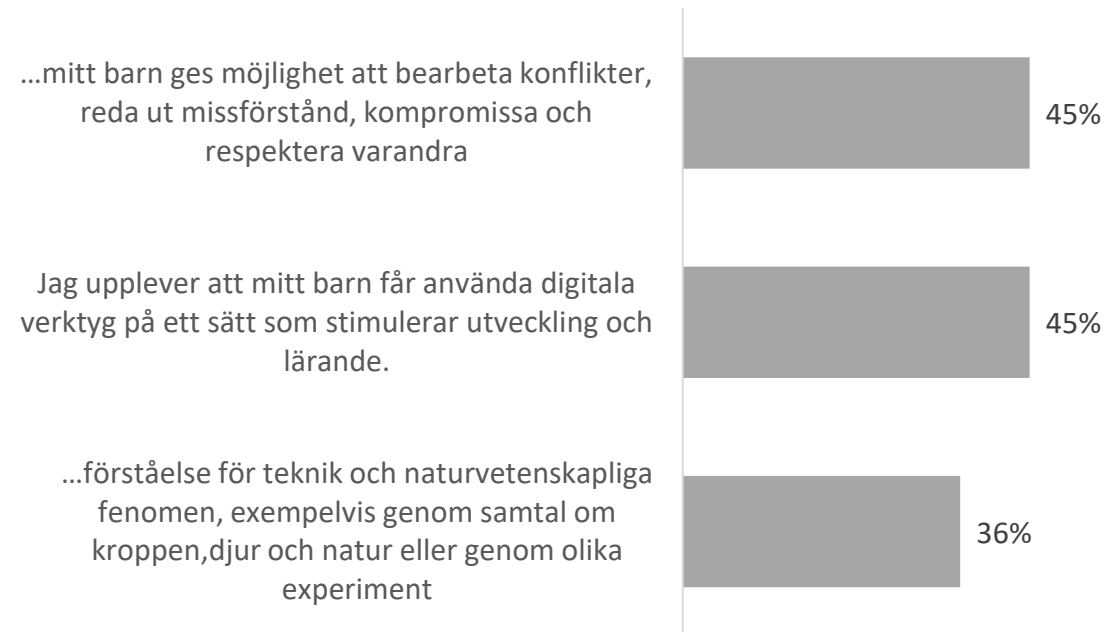 …mitt barn ges möjlighet att bearbeta konflikter,
reda ut missförstånd, kompromissa och
respektera varandra
45%
Jag upplever att mitt barn får använda digitala
verktyg på ett sätt som stimulerar utveckling och
lärande.
45%
…förståelse för teknik och naturvetenskapliga
fenomen, exempelvis genom samtal om
kroppen,djur och natur eller genom olika
experiment
36%